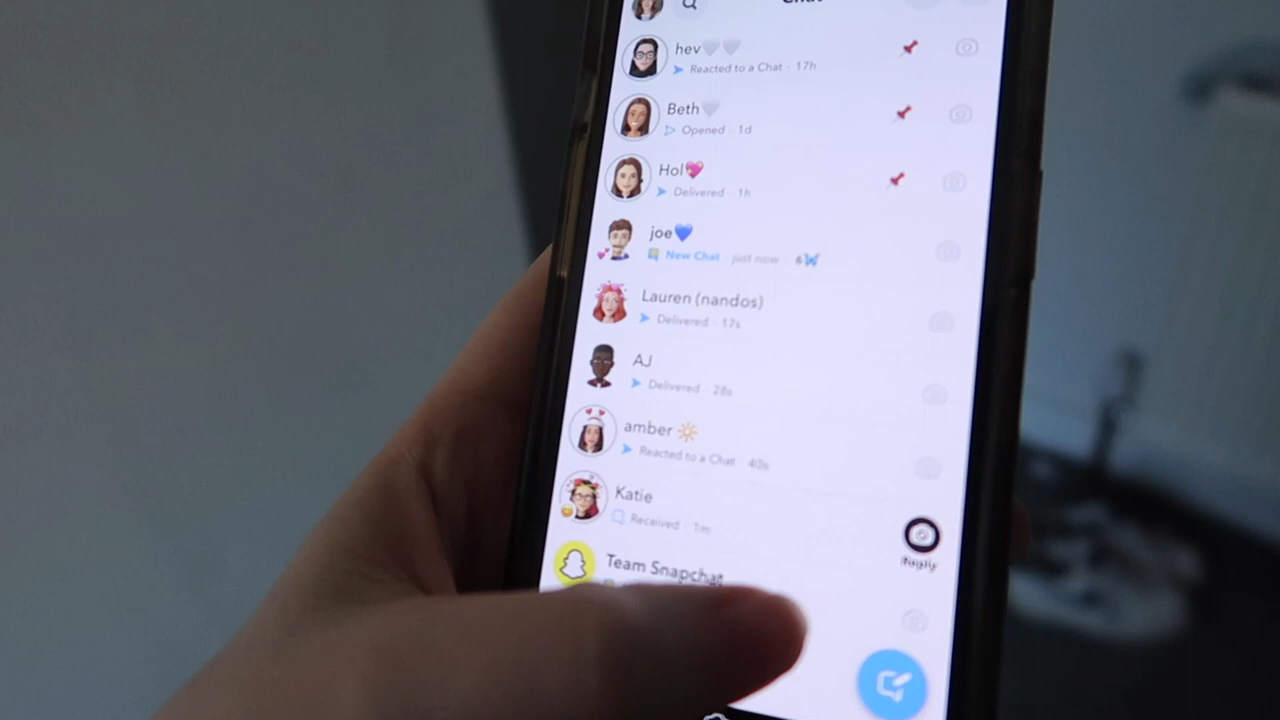 Chat
hev🤍🤍
Reacted to a Chat · 17h
Beth🤍
Opened · 1d
Hol💖
Delivered · 1h
joe💙
New Chat · just now · 6🦋
Lauren (nandos)
Delivered · 17s
AJ
Delivered · 28s
amber 🔆
Reacted to a Chat · 40s
Katie
Received · 1m
Reply
Team Snapchat